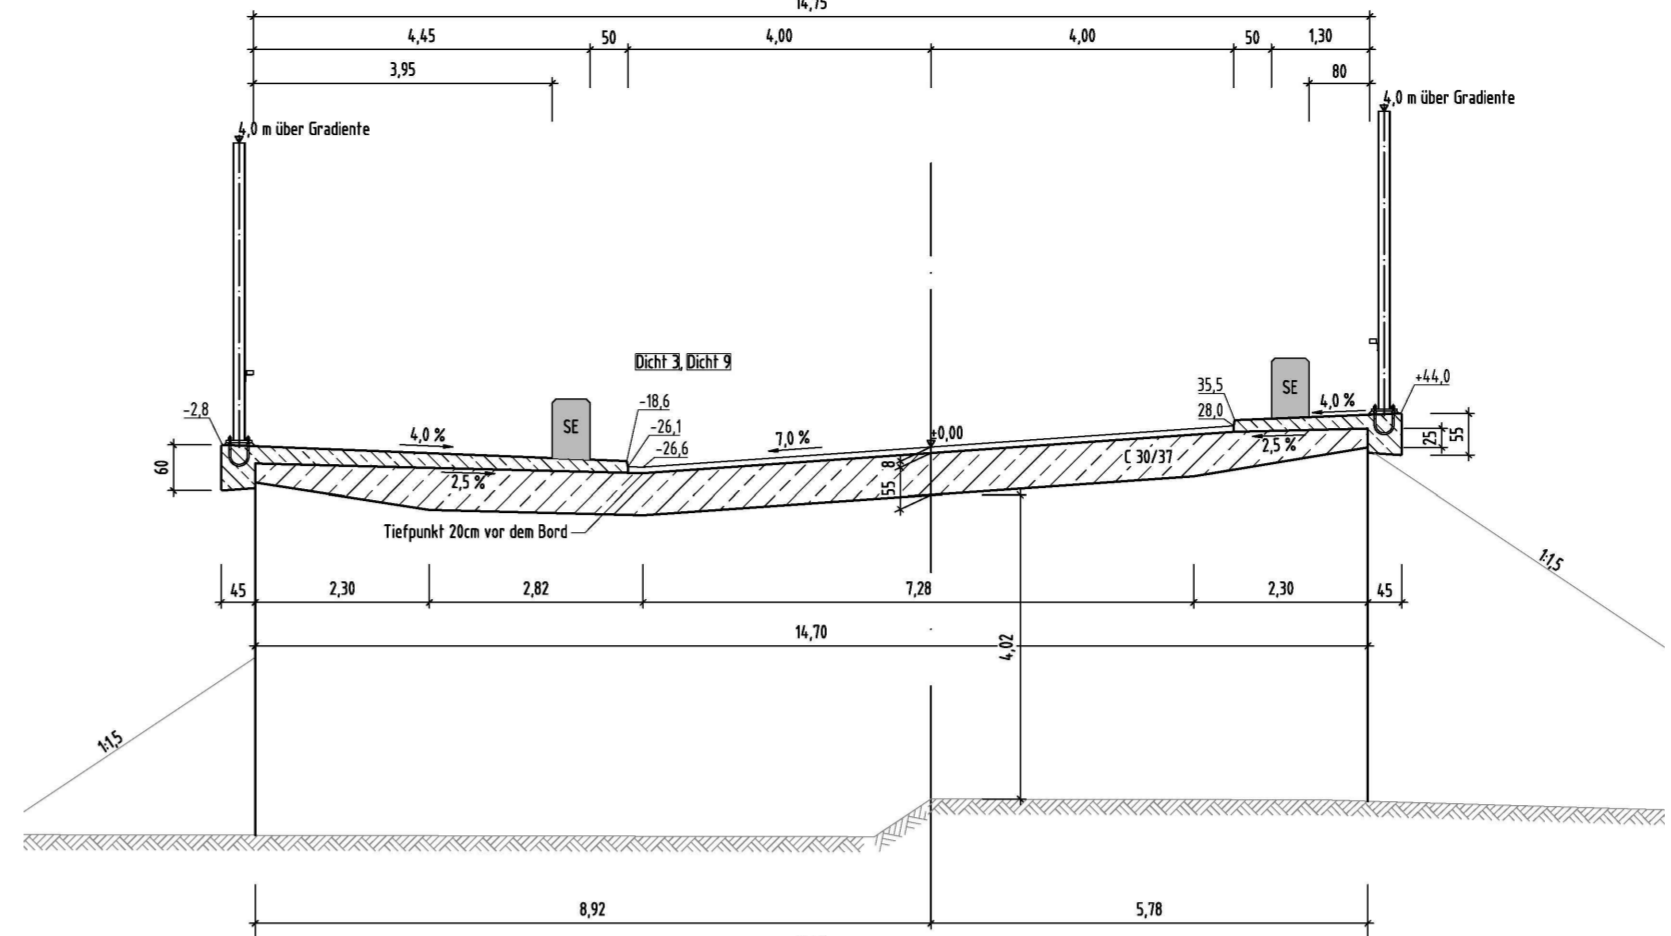 14,75
4,45 50 4,00 4,00 50 1,30
3,95 80
4,0 m über Gradiente
4,0 m über Gradiente
Dicht 3, Dicht 9
SE
35,5
28,0
4,0 %
+44,0
-2,8
4,0 %
SE
-18,6
-26,1
-26,6
7,0 %
±0,00
2,5 %
25
55
C 30/37
60
2,5 %
8
55
Tiefpunkt 20cm vor dem Bord
1:1,5
45 2,30 2,82 7,28 2,30 45
14,70
4,02
1:1,5
8,92 5,78